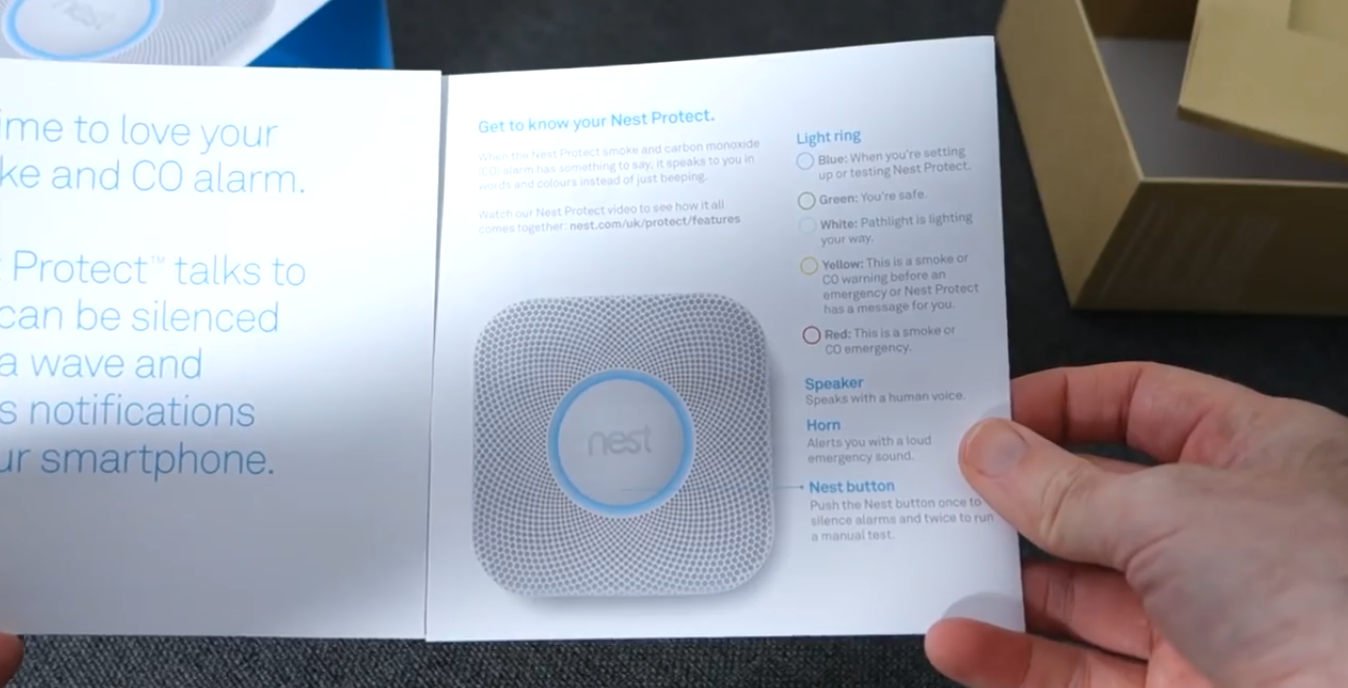 nest
ime to love your
ke and CO alarm.
Protect™ talks to
can be silenced
a wave and
s notifications
ur smartphone.
Get to know your Nest Protect.
When the Nest Protect smoke and carbon monoxide
(CO) alarm has something to say, it speaks to you in
words and colours instead of just beeping.
Watch our Nest Protect video to see how it all
comes together: nest.com/uk/protect/features
nest
Light ring
Blue: When you're setting
up or testing Nest Protect.
Green: You're safe.
White: Pathlight is lighting
your way.
Yellow: This is a smoke or
CO warning before an
emergency or Nest Protect
has a message for you.
Red: This is a smoke or
CO emergency.
Speaker
Speaks with a human voice.
Horn
Alerts you with a loud
emergency sound.
Nest button
Push the Nest button once to
silence alarms and twice to run
a manual test.